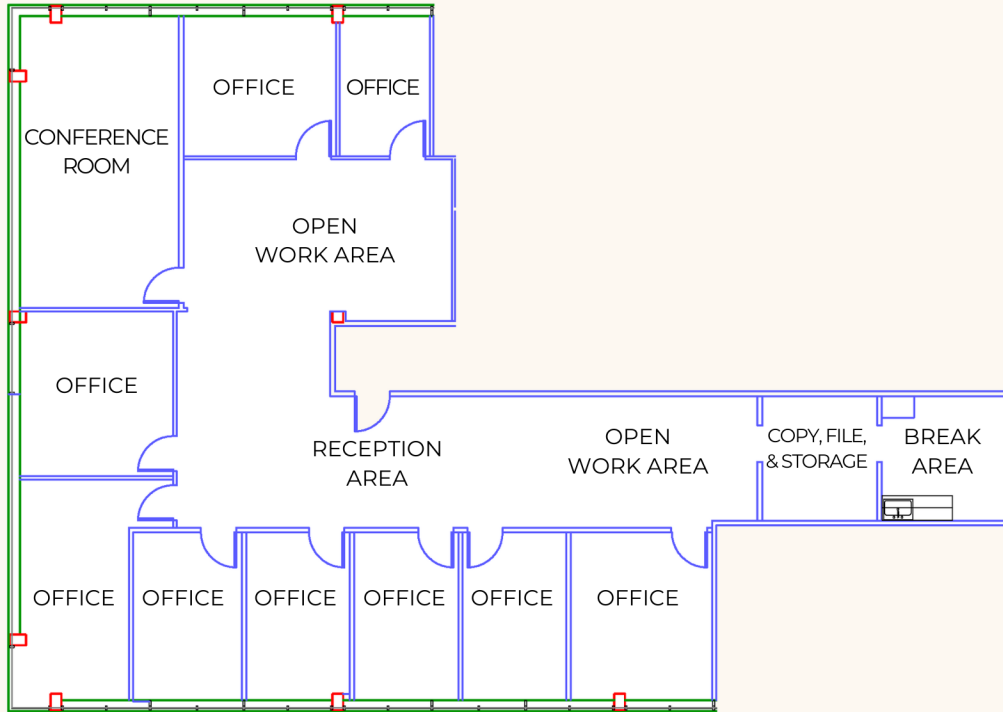 OFFICE
OFFICE
CONFERENCE
ROOM
OPEN
WORK AREA
OFFICE
RECEPTION
AREA
OPEN
WORK AREA
COPY, FILE,
& STORAGE
BREAK
AREA
OFFICE
OFFICE
OFFICE
OFFICE
OFFICE
OFFICE